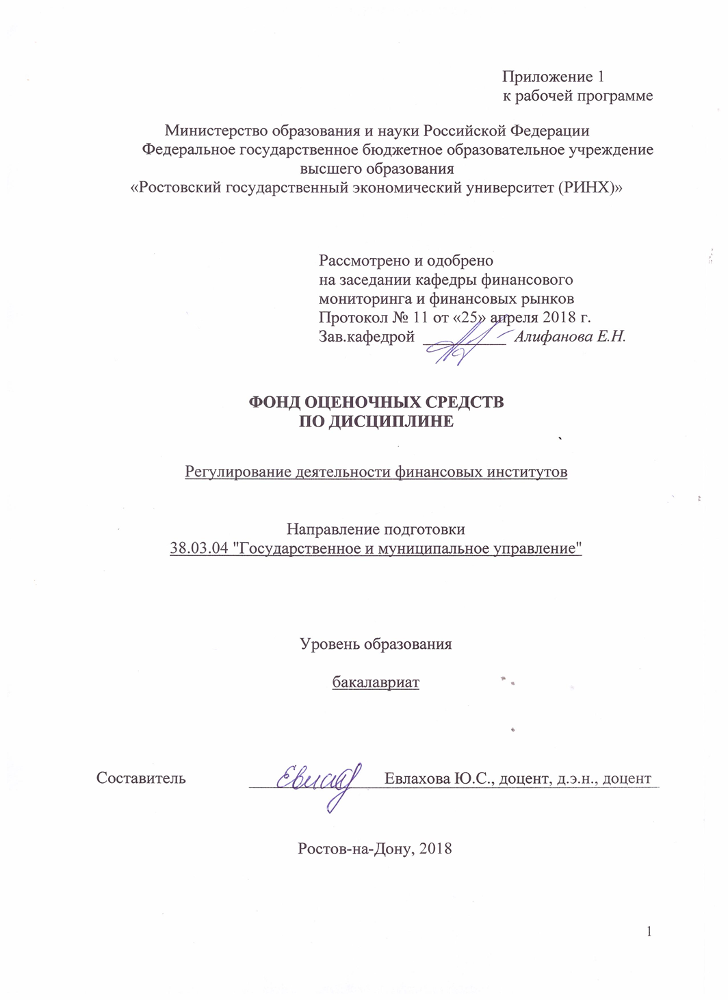 Приложение 1
к рабочей программе
Министерство образования и науки Российской Федерации
Федеральное государственное бюджетное образовательное учреждение
высшего образования
«Ростовский государственный экономический университет (РИНХ)»
Рассмотрено и одобрено
на заседании кафедры финансового
мониторинга и финансовых рынков
Протокол № 11 от «25» апреля 2018 г.
Зав.кафедрой __________ Алифанова Е.Н.
ФОНД ОЦЕНОЧНЫХ СРЕДСТВ
ПО ДИСЦИПЛИНЕ
Регулирование деятельности финансовых институтов
Направление подготовки
38.03.04 "Государственное и муниципальное управление"
Уровень образования
бакалавриат
Составитель Евлахова Ю.С., доцент, д.э.н., доцент
Ростов-на-Дону, 2018
1